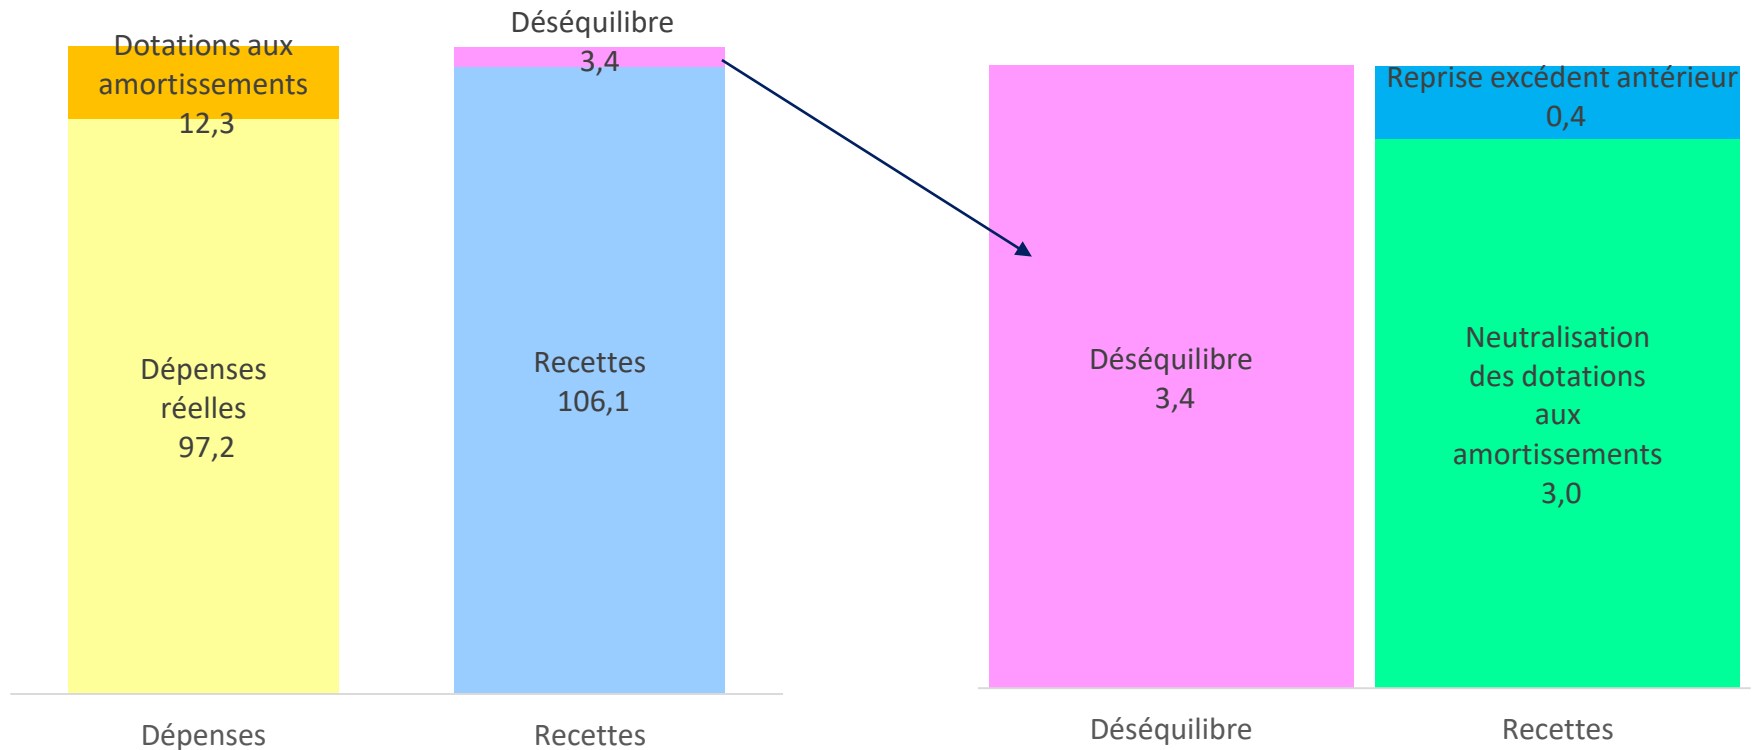 Dotations aux
amortissements
12,3
Dépenses
réelles
97,2
Dépenses
Déséquilibre
3,4
Recettes
106,1
Recettes
Déséquilibre
3,4
Déséquilibre
Reprise excédent antérieur
0,4
Neutralisation
des dotations
aux
amortissements
3,0
Recettes